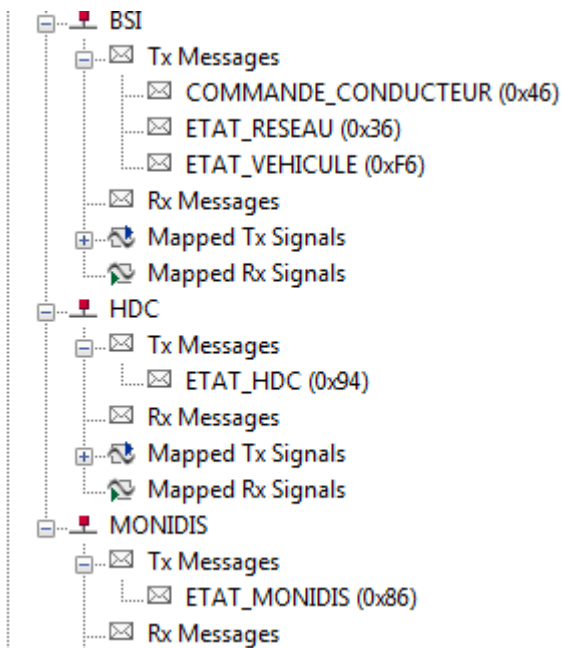 BSI
Tx Messages
COMMANDE_CONDUCTEUR (0x46)
ETAT_RESEAU (0x36)
ETAT_VEHICULE (0xF6)
Rx Messages
Mapped Tx Signals
Mapped Rx Signals
HDC
Tx Messages
ETAT_HDC (0x94)
Rx Messages
Mapped Tx Signals
Mapped Rx Signals
MONIDIS
Tx Messages
ETAT_MONIDIS (0x86)
Rx Messages